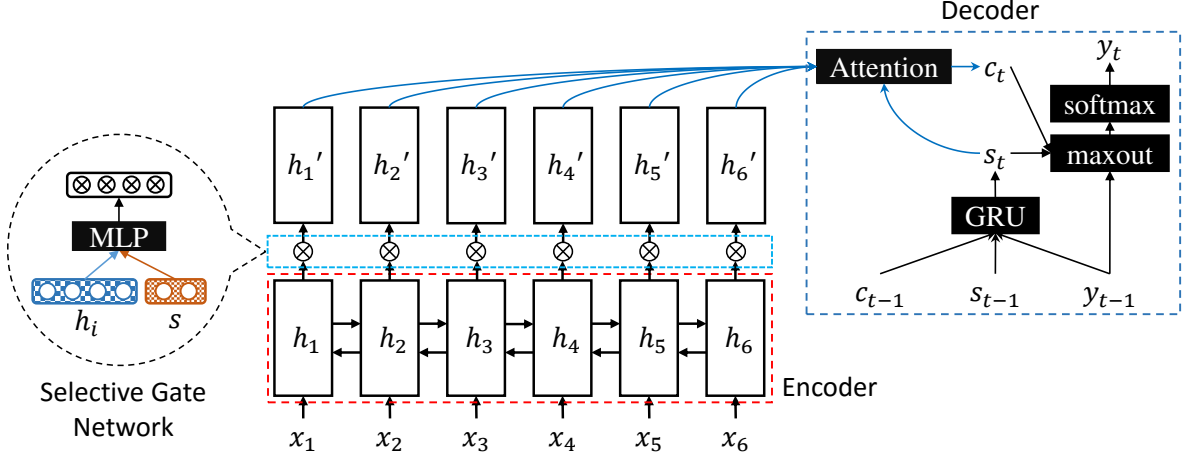 Decoder
Attention
c_t
y_t
softmax
h_1′ h_2′ h_3′ h_4′ h_5′ h_6′
s_t
maxout
MLP
GRU
h_i s
c_{t−1} s_{t−1} y_{t−1}
h_1 h_2 h_3 h_4 h_5 h_6
Selective Gate
Network
Encoder
x_1 x_2 x_3 x_4 x_5 x_6